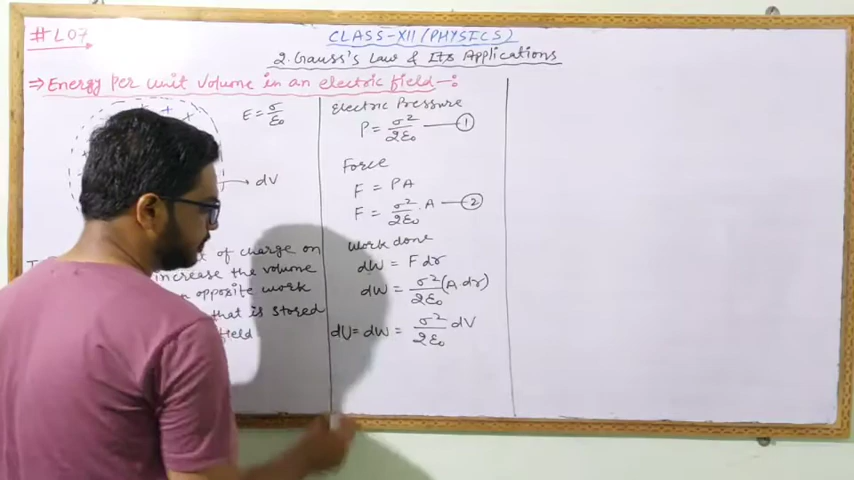 #L07
CLASS-XII (PHYSICS)
2. Gauss's Law & Its Applications
⇒ Energy per unit volume in an electric field-:
E = σ/ε₀
dV
of charge on
increase the volume
opposite work
that is stored
field
Electric Pressure
P = σ²/2ε₀ —— ①
Force
F = PA
F = σ²/2ε₀ . A —— ②
Work done
dW = F dr
dW = σ²/2ε₀ (A.dr)
dU = dW = σ²/2ε₀ dV